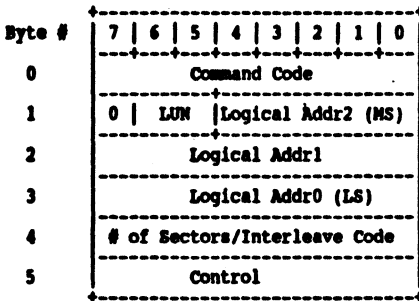 Byte # | 7 | 6 | 5 | 4 | 3 | 2 | 1 | 0
0 Command Code
1 0 | LUN | Logical Addr2 (MS)
2 Logical Addr1
3 Logical Addr0 (LS)
4 # of Sectors/Interleave Code
5 Control